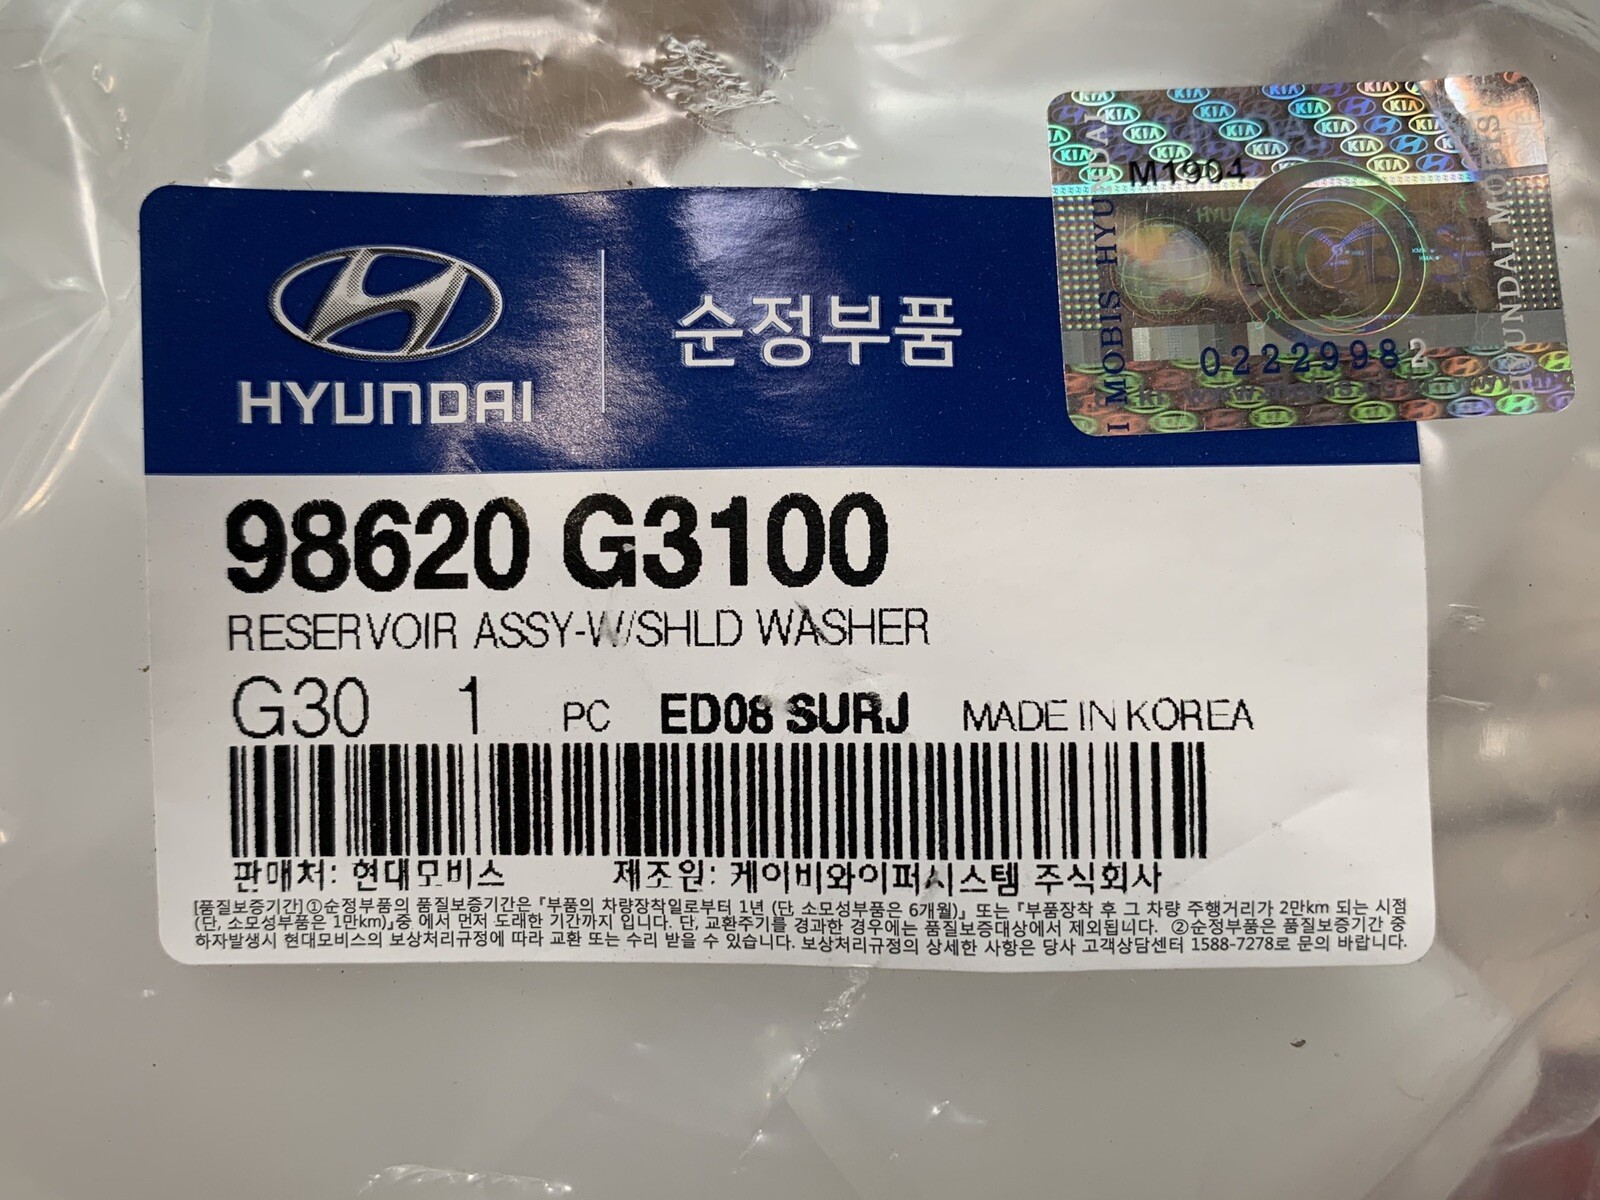 HYUNDAI
순정부품
M1904
I MOBIS HYUNDAI
HYUNDAI MOBIS
MOBIS
02229982
98620 G3100
RESERVOIR ASSY-W/SHLD WASHER
G30 1 PC ED08 SURJ MADE IN KOREA
판매처: 현대모비스 제조원: 케이비와이퍼시스템 주식회사
[품질보증기간]①순정부품의 품질보증기간은 『부품의 차량장착일로부터 1년 (단, 소모성부품은 6개월)』 또는 『부품장착 후 그 차량 주행거리가 2만km 되는 시점
(단, 소모성부품은 1만km)』중 에서 먼저 도래한 기간까지 입니다. 단, 교환주기를 경과한 경우에는 품질보증대상에서 제외됩니다. ②순정부품은 품질보증기간 중
하자발생시 현대모비스의 보상처리규정에 따라 교환 또는 수리 받을 수 있습니다. 보상처리규정의 상세한 사항은 당사 고객상담센터 1588-7278로 문의 바랍니다.